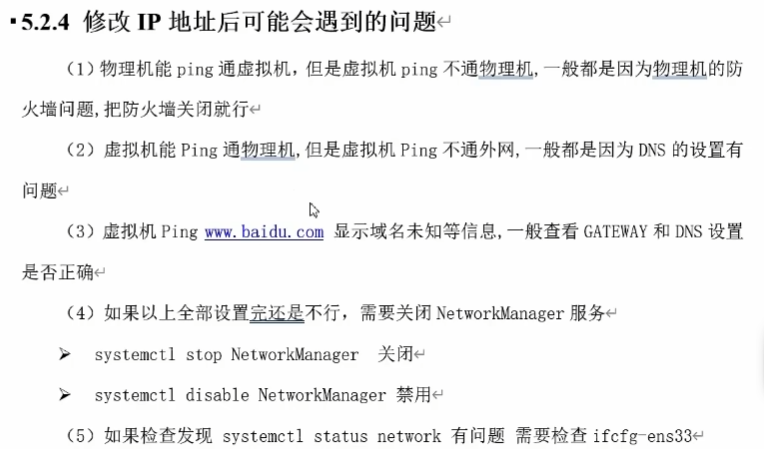 5.2.4 修改 IP 地址后可能会遇到的问题
（1）物理机能 ping 通虚拟机，但是虚拟机 ping 不通物理机,一般都是因为物理机的防
火墙问题,把防火墙关闭就行
（2）虚拟机能 Ping 通物理机,但是虚拟机 Ping 不通外网,一般都是因为 DNS 的设置有
问题
（3）虚拟机 Ping www.baidu.com 显示域名未知等信息,一般查看 GATEWAY 和 DNS 设置
是否正确
（4）如果以上全部设置完还是不行，需要关闭 NetworkManager 服务
➢ systemctl stop NetworkManager 关闭
➢ systemctl disable NetworkManager 禁用
（5）如果检查发现 systemctl status network 有问题 需要检查 ifcfg-ens33